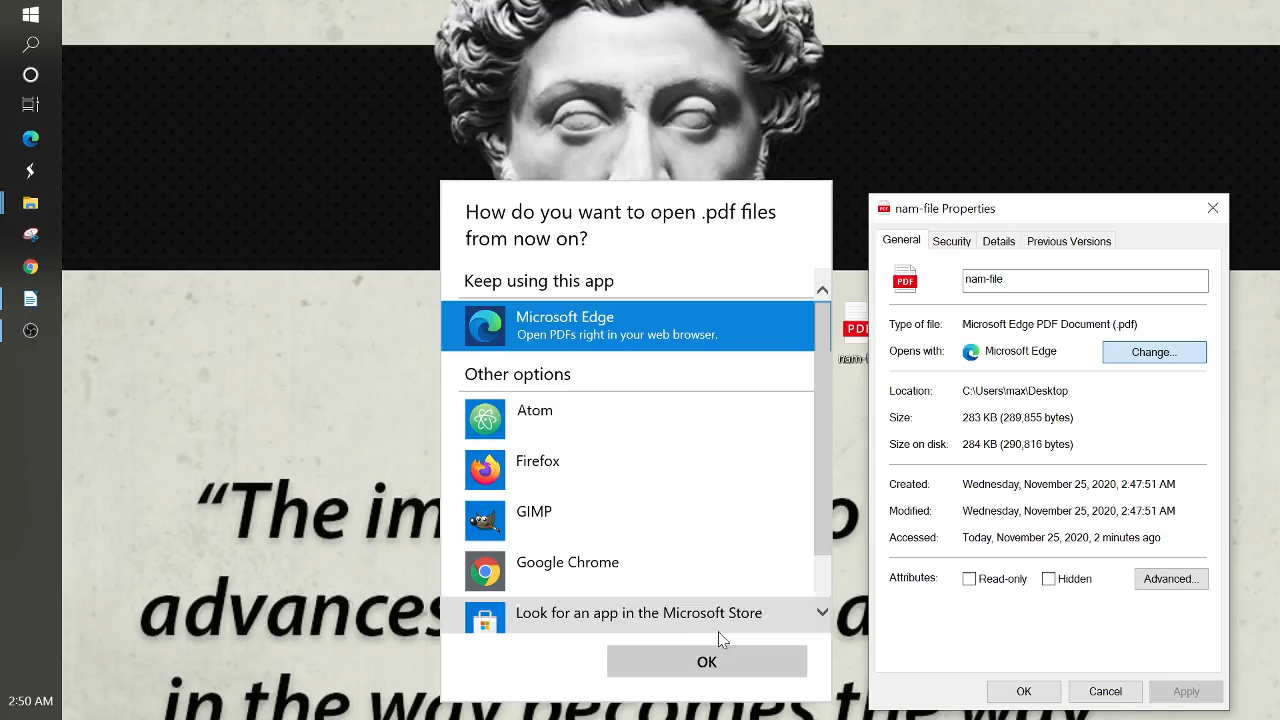 How do you want to open .pdf files
from now on?
Keep using this app
Microsoft Edge
Open PDFs right in your web browser.
Other options
Atom
Firefox
GIMP
Google Chrome
Look for an app in the Microsoft Store
OK
nam-file Properties
General
Security
Details
Previous Versions
PDF
nam-file
Type of file:
Microsoft Edge PDF Document (.pdf)
Opens with:
Microsoft Edge
Change...
Location:
C:\Users\max\Desktop
Size:
283 KB (289,855 bytes)
Size on disk:
284 KB (290,816 bytes)
Created:
Wednesday, November 25, 2020, 2:47:51 AM
Modified:
Wednesday, November 25, 2020, 2:47:51 AM
Accessed:
Today, November 25, 2020, 2 minutes ago
Attributes:
Read-only
Hidden
Advanced...
OK
Cancel
Apply
“The
advances
in the way becomes the way
2:50 AM